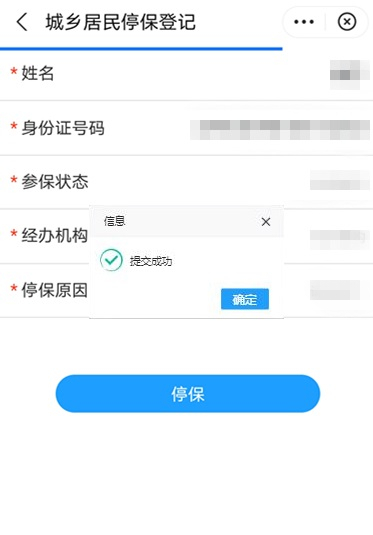 城乡居民停保登记
* 姓名
* 身份证号码
* 参保状态
信息
* 经办机构
提交成功
* 停保原因
确定
停保